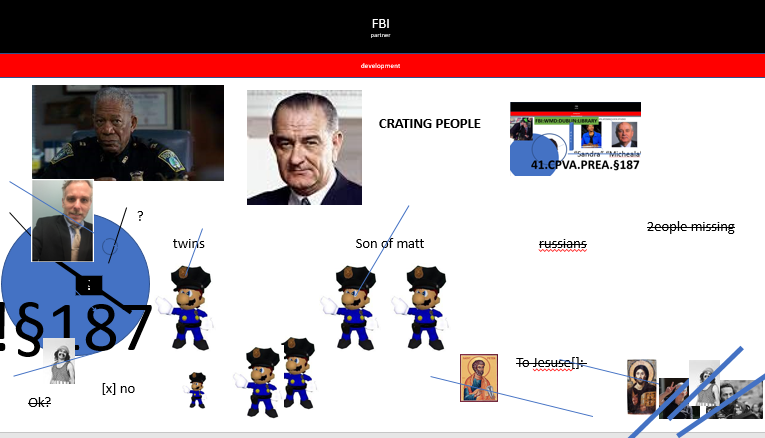 FBI
partner
development
CRATING PEOPLE
FBI-WMD-DUBLIN-LIBRARY
"Sandra" "Micheala"
41.CPVA.PREA.§187
?
2eople missing
twins
Son of matt
russians
:
!§187
To Jesuse[]:
[x] no
Ok?